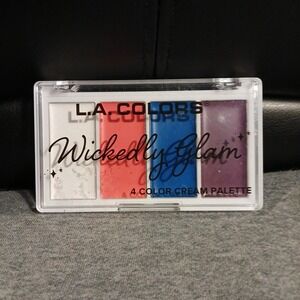 L.A. COLORS
Wickedly Glam
4 COLOR CREAM PALETTE